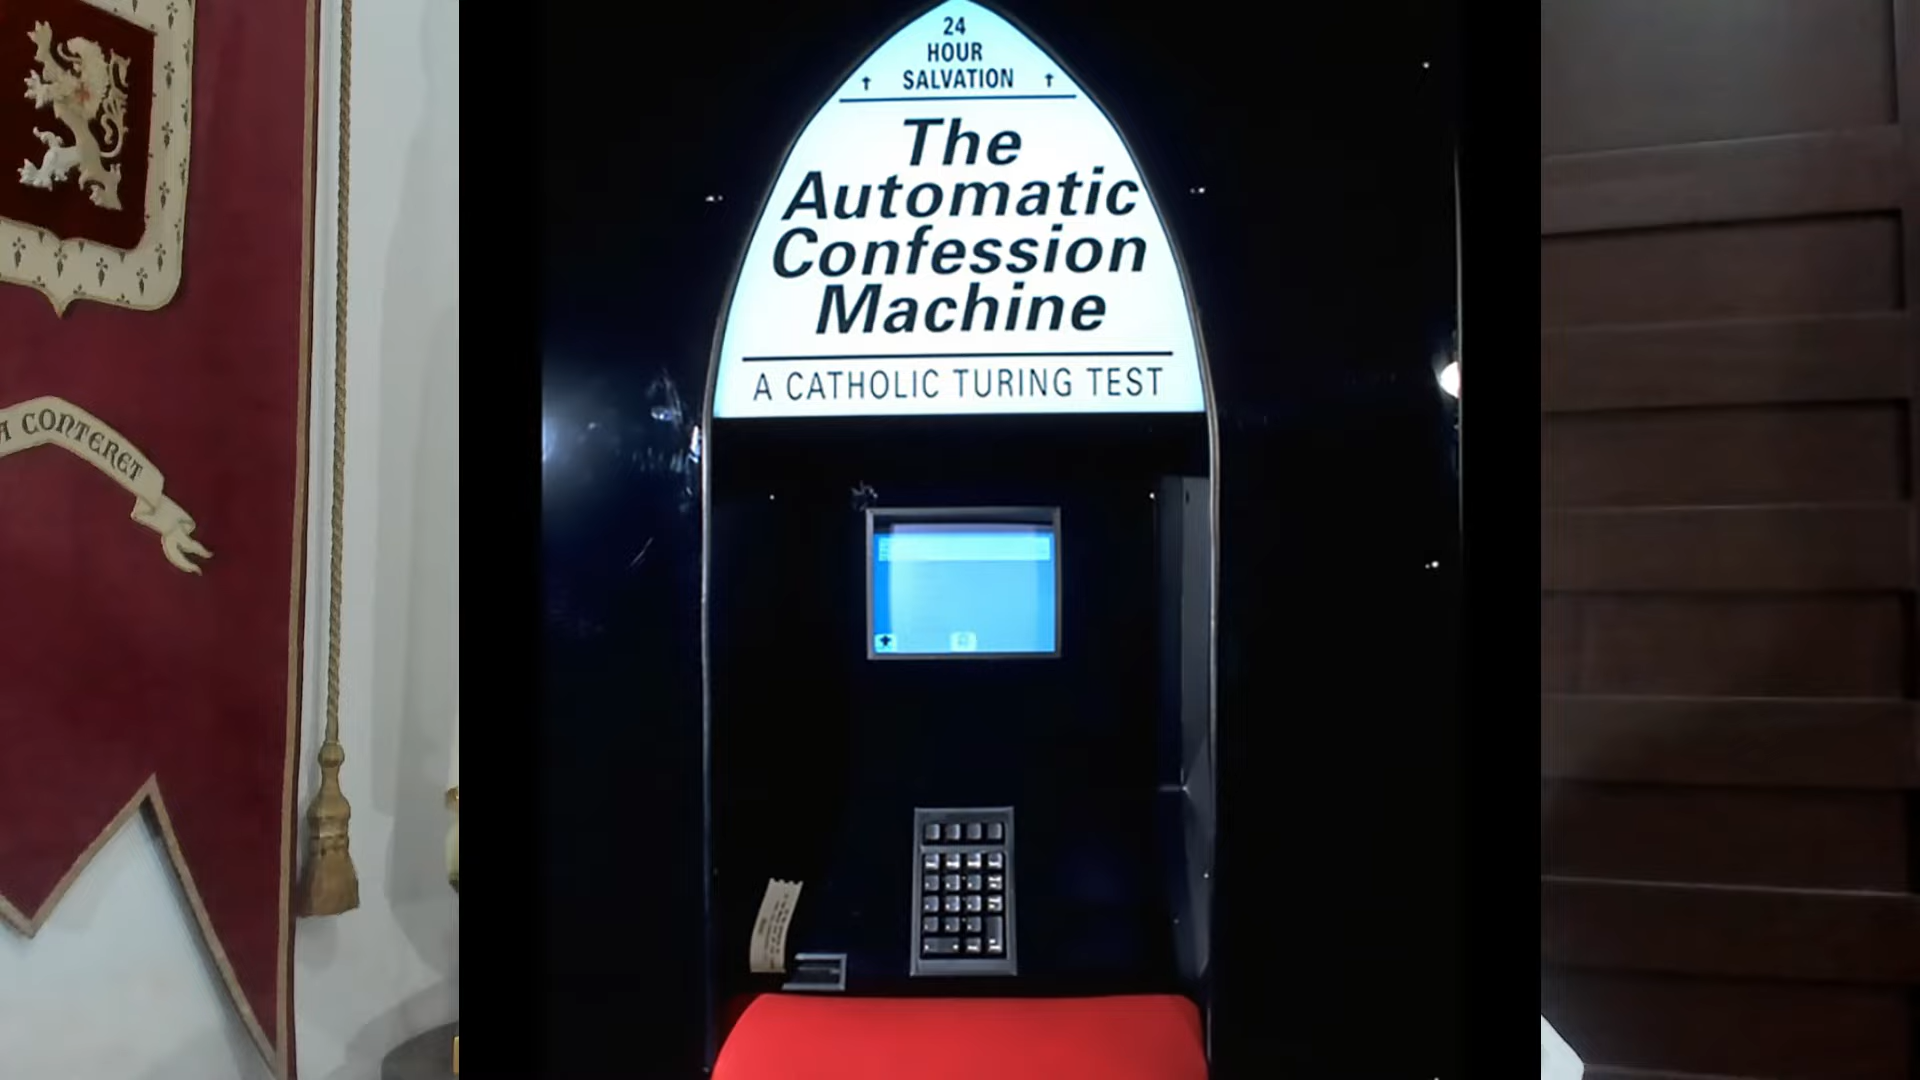 24
HOUR
SALVATION
The
Automatic
Confession
Machine
A CATHOLIC TURING TEST
CONTERET